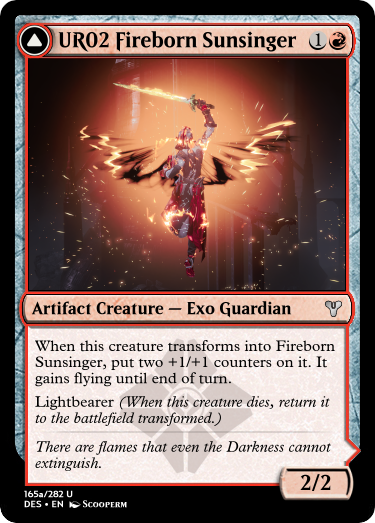 UR02 Fireborn Sunsinger 1
Artifact Creature — Exo Guardian
When this creature transforms into Fireborn
Sunsinger, put two +1/+1 counters on it. It
gains flying until end of turn.
Lightbearer (When this creature dies, return it
to the battlefield transformed.)
There are flames that even the Darkness cannot
extinguish.
2/2
165a/282 U
DES • EN Scooperm